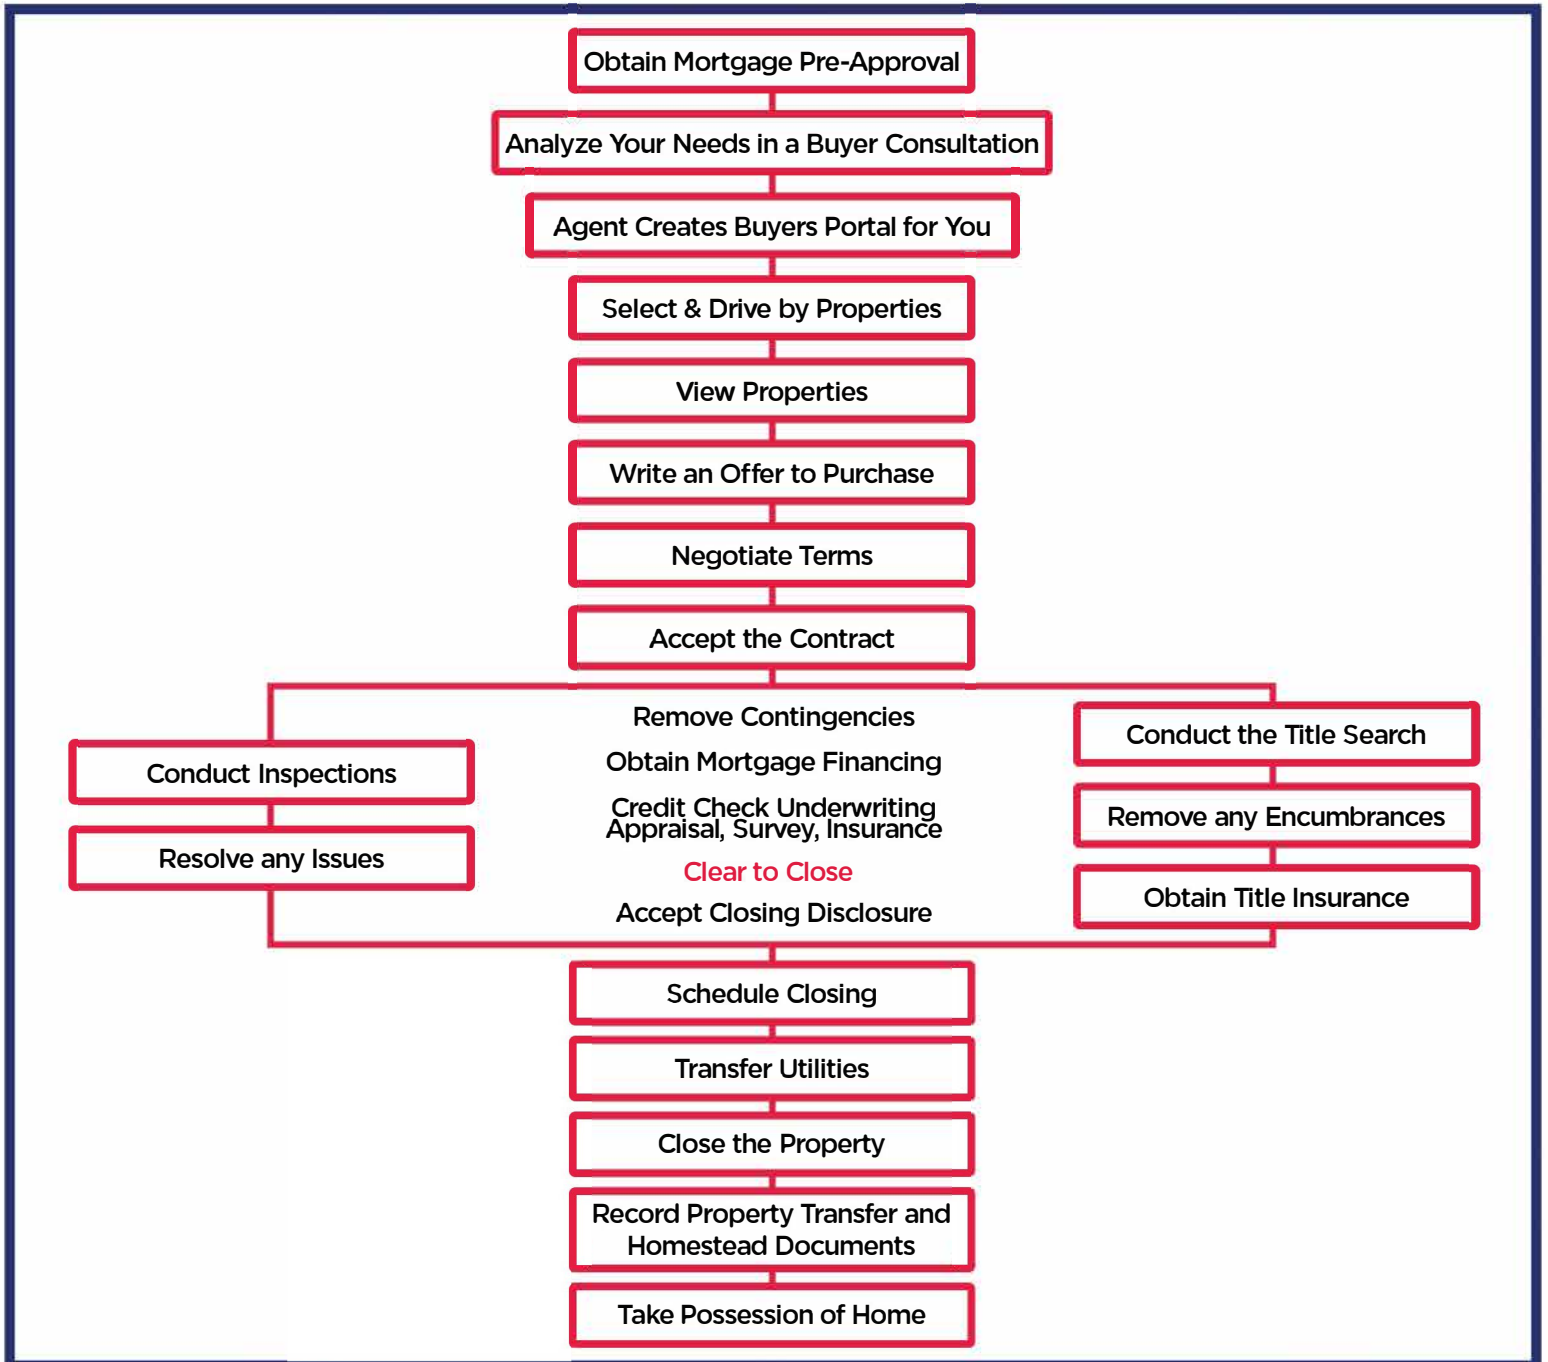 Obtain Mortgage Pre-Approval
Analyze Your Needs in a Buyer Consultation
Agent Creates Buyers Portal for You
Select & Drive by Properties
View Properties
Write an Offer to Purchase
Negotiate Terms
Accept the Contract
Conduct Inspections
Resolve any Issues
Remove Contingencies
Obtain Mortgage Financing
Credit Check Underwriting
Appraisal, Survey, Insurance
Clear to Close
Accept Closing Disclosure
Conduct the Title Search
Remove any Encumbrances
Obtain Title Insurance
Schedule Closing
Transfer Utilities
Close the Property
Record Property Transfer and
Homestead Documents
Take Possession of Home